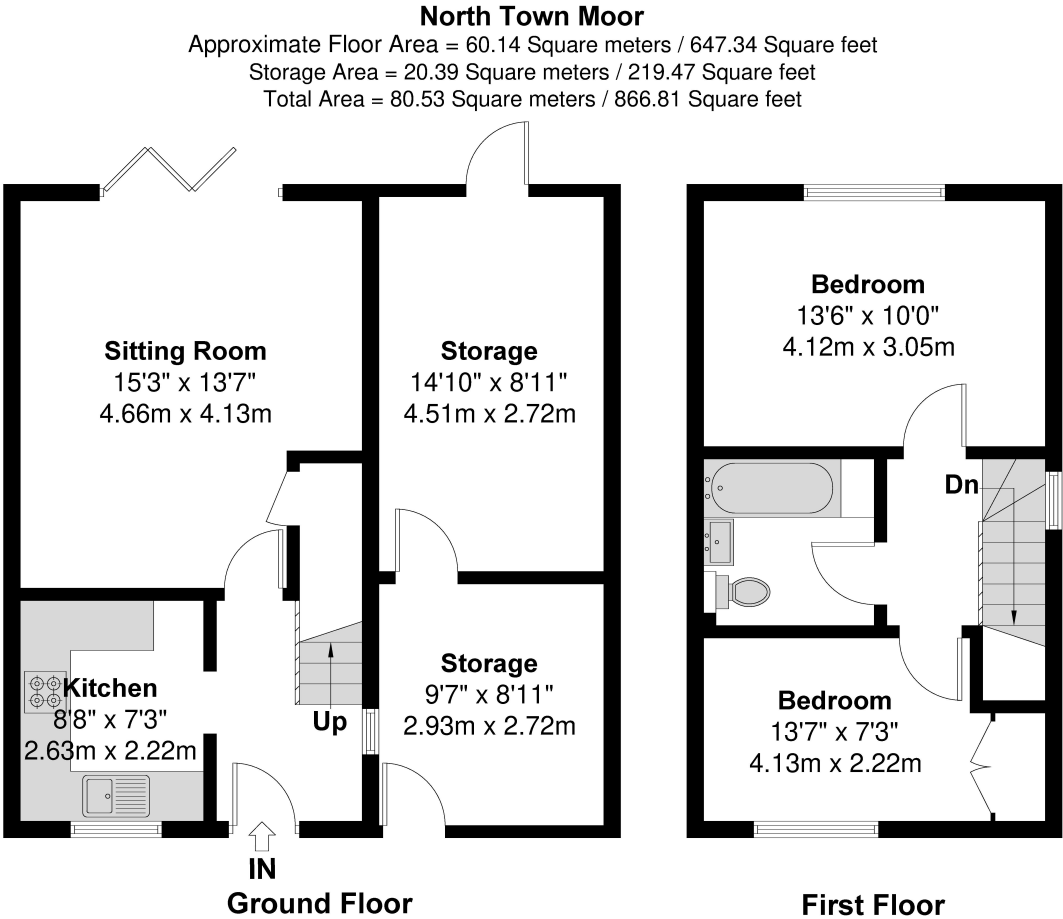 North Town Moor
Approximate Floor Area = 60.14 Square meters / 647.34 Square feet
Storage Area = 20.39 Square meters / 219.47 Square feet
Total Area = 80.53 Square meters / 866.81 Square feet
Sitting Room
15'3" x 13'7"
4.66m x 4.13m
Storage
14'10" x 8'11"
4.51m x 2.72m
Kitchen
8'8" x 7'3"
2.63m x 2.22m
Up
Storage
9'7" x 8'11"
2.93m x 2.72m
IN
Ground Floor
Bedroom
13'6" x 10'0"
4.12m x 3.05m
Dn
Bedroom
13'7" x 7'3"
4.13m x 2.22m
First Floor